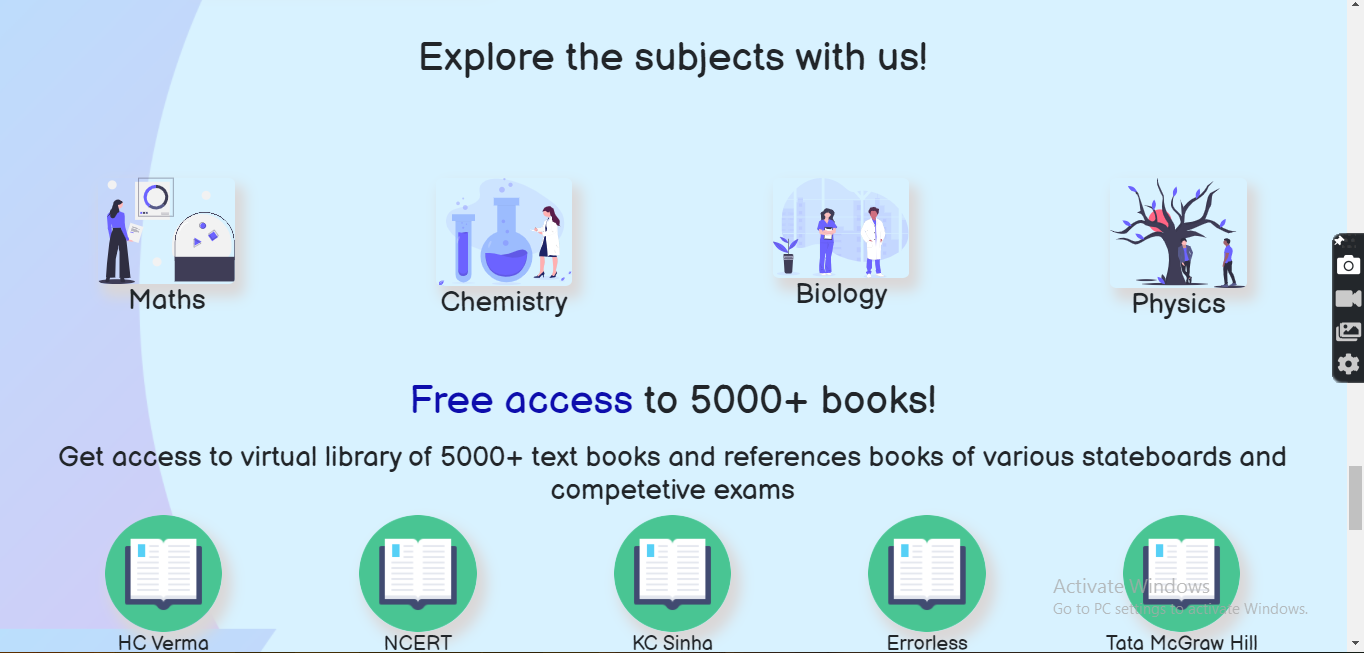 Explore the subjects with us!
Maths
Chemistry
Biology
Physics
Free access to 5000+ books!
Get access to virtual library of 5000+ text books and references books of various stateboards and
competetive exams
Activate Windows
Go to PC settings to activate Windows.
HC Verma
NCERT
KC Sinha
Errorless
Tata McGraw Hill